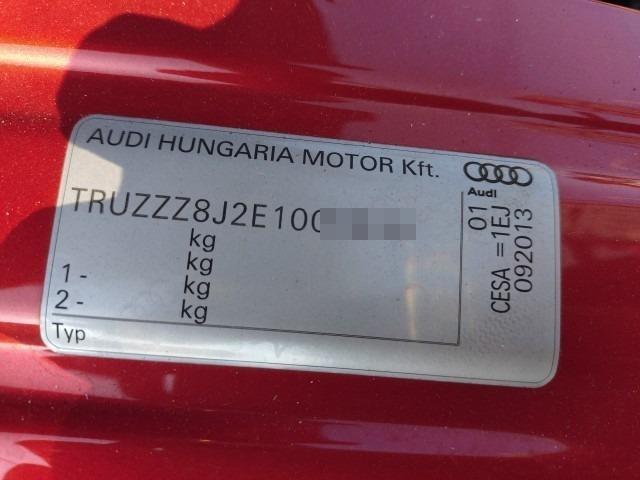 AUDI HUNGARIA MOTOR Kft.
Audi
TRUZZZ8J2E100
kg
1 - kg
2 - kg
kg
Typ
01
CESA =1EJ
092013